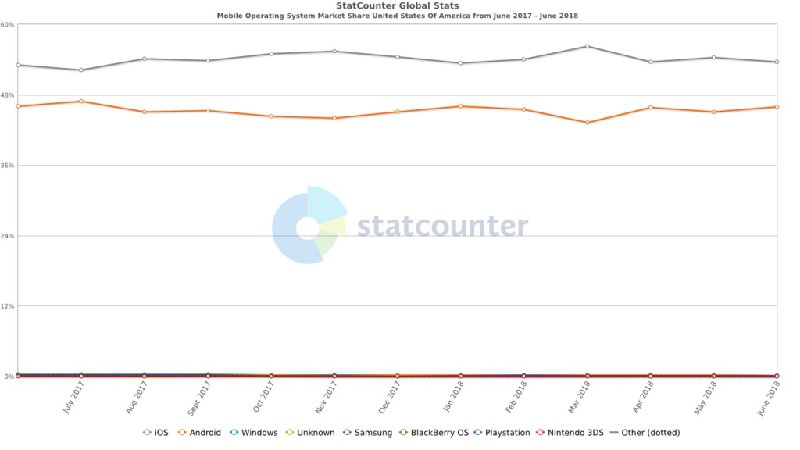 StatCounter Global Stats
Mobile Operating System Market Share United States Of America from June 2017 - June 2018
60%
48%
36%
24%
12%
0%
statcounter
July 2017
Aug 2017
Sept 2017
Oct 2017
Nov 2017
Dec 2017
Jan 2018
Feb 2018
Mar 2018
Apr 2018
May 2018
June 2018
iOS Android Windows Unknown Samsung BlackBerry OS Playstation Nintendo 3DS Other (dotted)